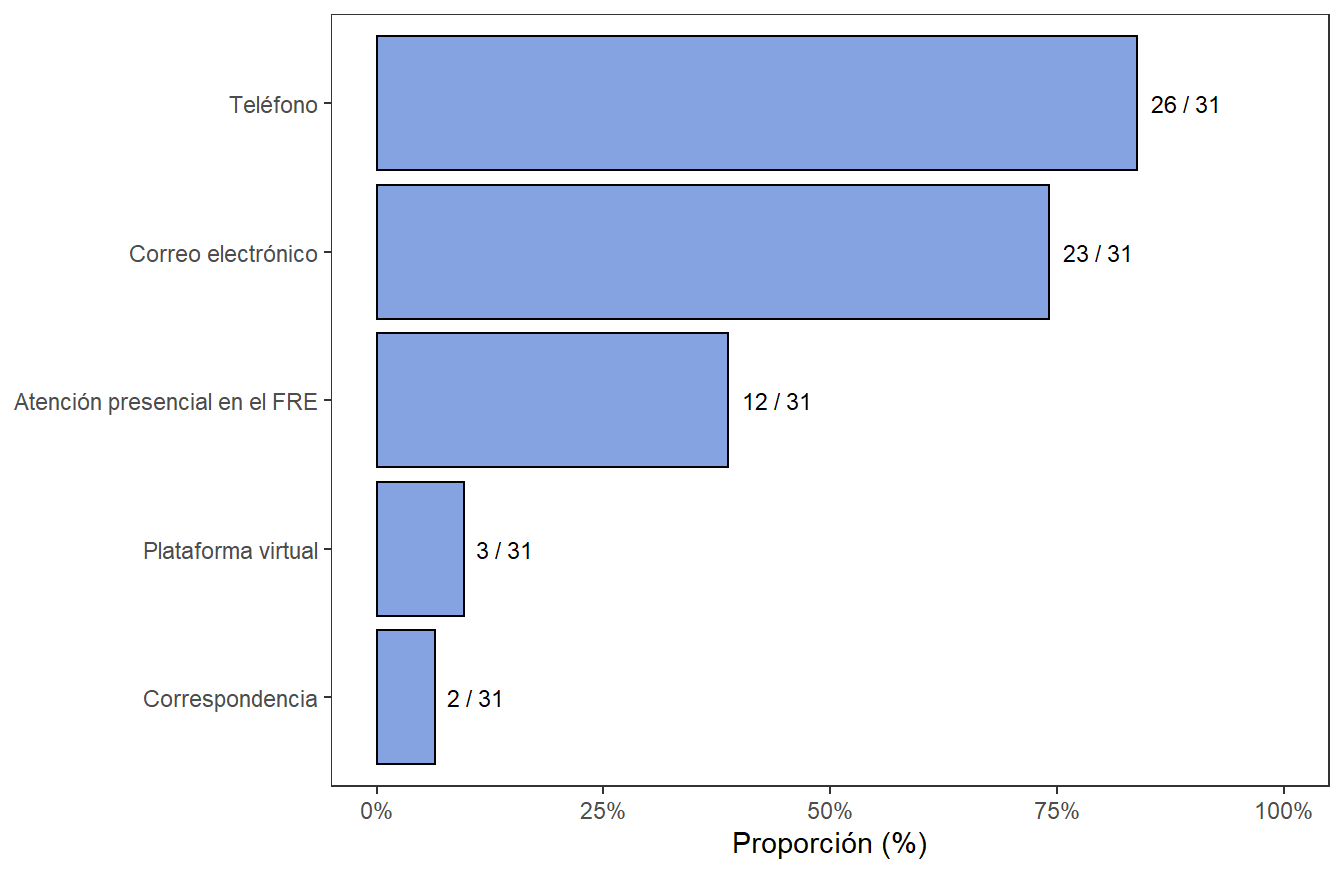 Teléfono
26 / 31
Correo electrónico
23 / 31
Atención presencial en el FRE
12 / 31
Plataforma virtual
3 / 31
Correspondencia
2 / 31
0% 25% 50% 75% 100%
Proporción (%)